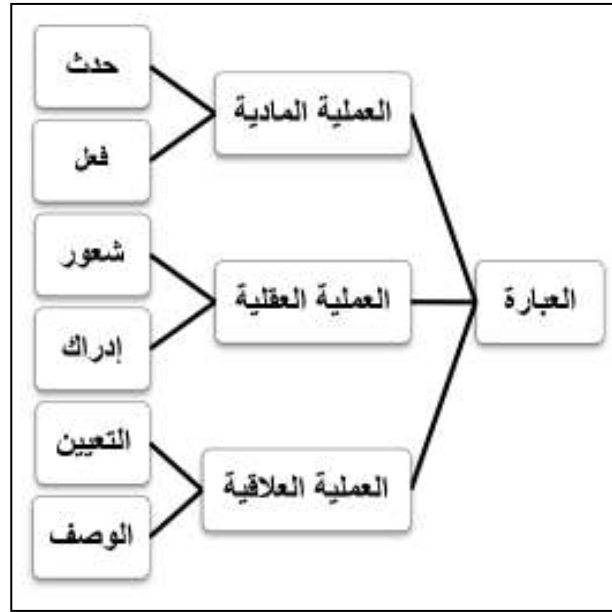 العبارة
العملية المادية
حدث
فعل
العملية العقلية
شعور
إدراك
العملية العلاقية
التعيين
الوصف